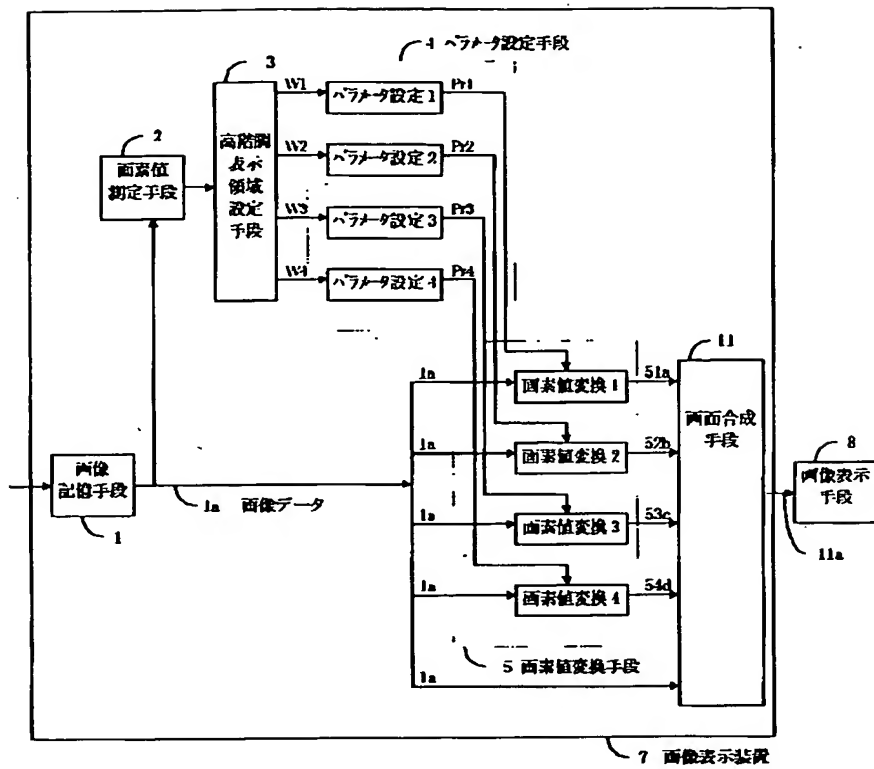 4 パラメータ設定手段
3
W1
パラメータ設定 1
Pr1
2
高階調
表示
領域
設定
手段
W2
パラメータ設定 2
Pr2
画素値
測定手段
W3
パラメータ設定 3
Pr3
W4
パラメータ設定 4
Pr4
11
1a
画素値変換 1
51a
画面合成
手段
1a
画素値変換 2
52b
8
画像
記憶手段
画像表示
手段
1a 画像データ
1a
画素値変換 3
53c
1
11a
1a
画素値変換 4
54d
5 画素値変換手段
1a
7 画像表示装置